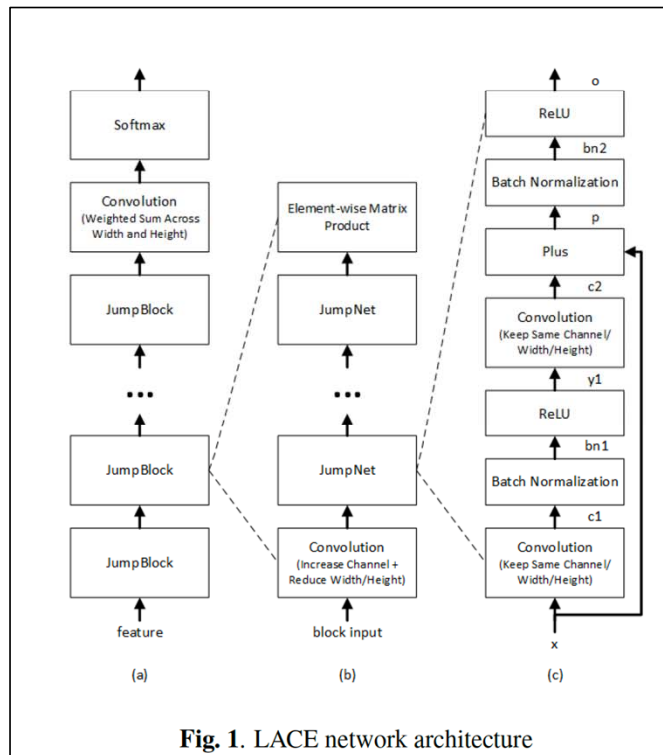 Softmax
Convolution
(Weighted Sum Across
Width and Height)
JumpBlock
...
JumpBlock
JumpBlock
feature
(a)
Element-wise Matrix
Product
JumpNet
...
JumpNet
Convolution
(Increase Channel +
Reduce Width/Height)
block input
(b)
o
ReLU
bn2
Batch Normalization
p
Plus
c2
Convolution
(Keep Same Channel/
Width/Height)
y1
ReLU
bn1
Batch Normalization
c1
Convolution
(Keep Same Channel/
Width/Height)
x
(c)
Fig. 1. LACE network architecture